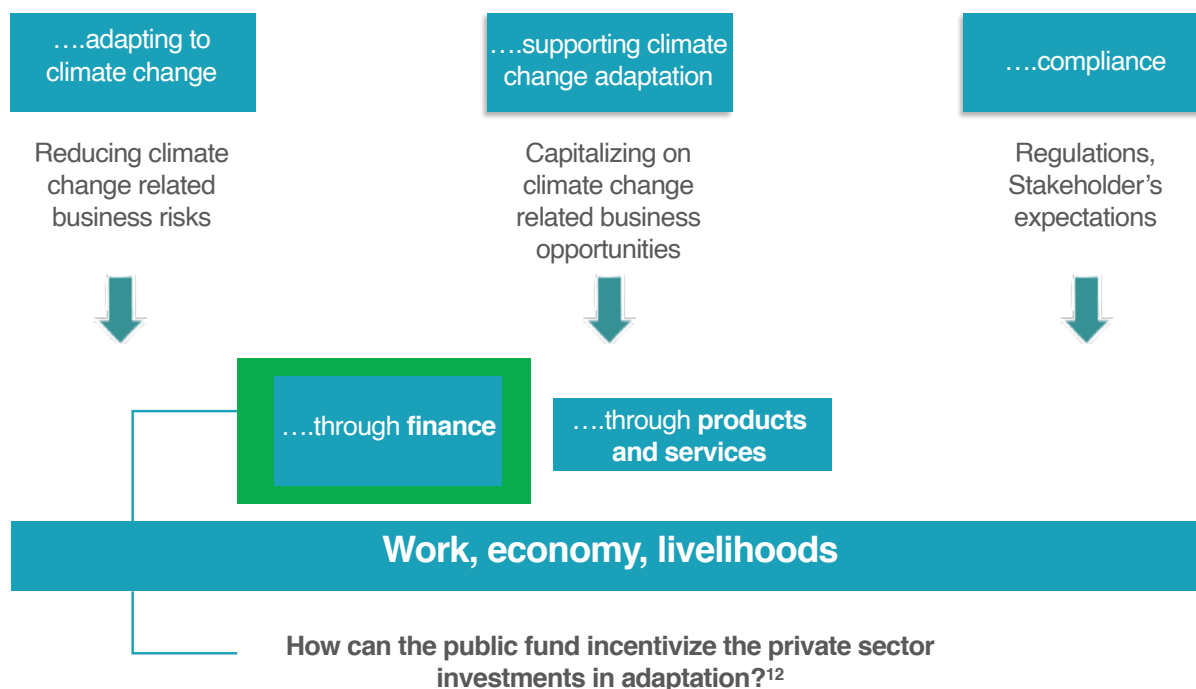 ….adapting to
climate change
….supporting climate
change adaptation
….compliance
Reducing climate
change related
business risks
Capitalizing on
climate change
related business
opportunities
Regulations,
Stakeholder’s
expectations
….through finance
….through products
and services
Work, economy, livelihoods
How can the public fund incentivize the private sector
investments in adaptation?¹²